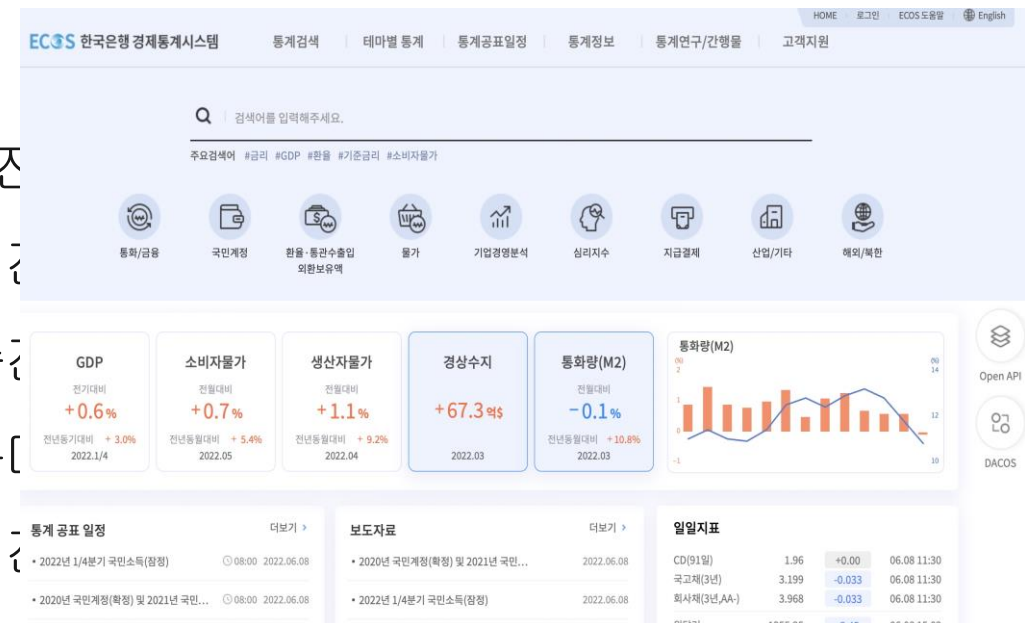 HOME 로그인 ECOS 도움말 English
ECOS 한국은행 경제통계시스템 통계검색 테마별 통계 통계공표일정 통계정보 통계연구/간행물 고객지원
검색어를 입력해주세요.
주요검색어 #금리 #GDP #환율 #기준금리 #소비자물가
통화/금융 국민계정 환율·통관수출입 물가 기업경영분석 심리지수 지급결제 산업/기타 해외/북한
외환보유액
GDP 소비자물가 생산자물가 경상수지 통화량(M2) 통화량(M2)
(%) (%)
2 14
전기대비 전월대비 전월대비 전월대비
Open API
+0.6% +0.7% +1.1% +67.3억$ -0.1%
1
12
0
전년동기대비 +3.0% 전년동월대비 +5.4% 전년동월대비 +9.2% 전년동월대비 +10.8%
2022.1/4 2022.05 2022.04 2022.03 2022.03
-1 10
DACOS
통계 공표 일정 더보기 > 보도자료 더보기 > 일일지표
• 2022년 1/4분기 국민소득(잠정) 08:00 2022.06.08 • 2020년 국민계정(확정) 및 2021년 국민... 2022.06.08 CD(91일) 1.96 +0.00 06.08 11:30
국고채(3년) 3.199 -0.033 06.08 11:30
• 2020년 국민계정(확정) 및 2021년 국민... 08:00 2022.06.08 • 2022년 1/4분기 국민소득(잠정) 2022.06.08 회사채(3년,AA-) 3.968 -0.033 06.08 11:30